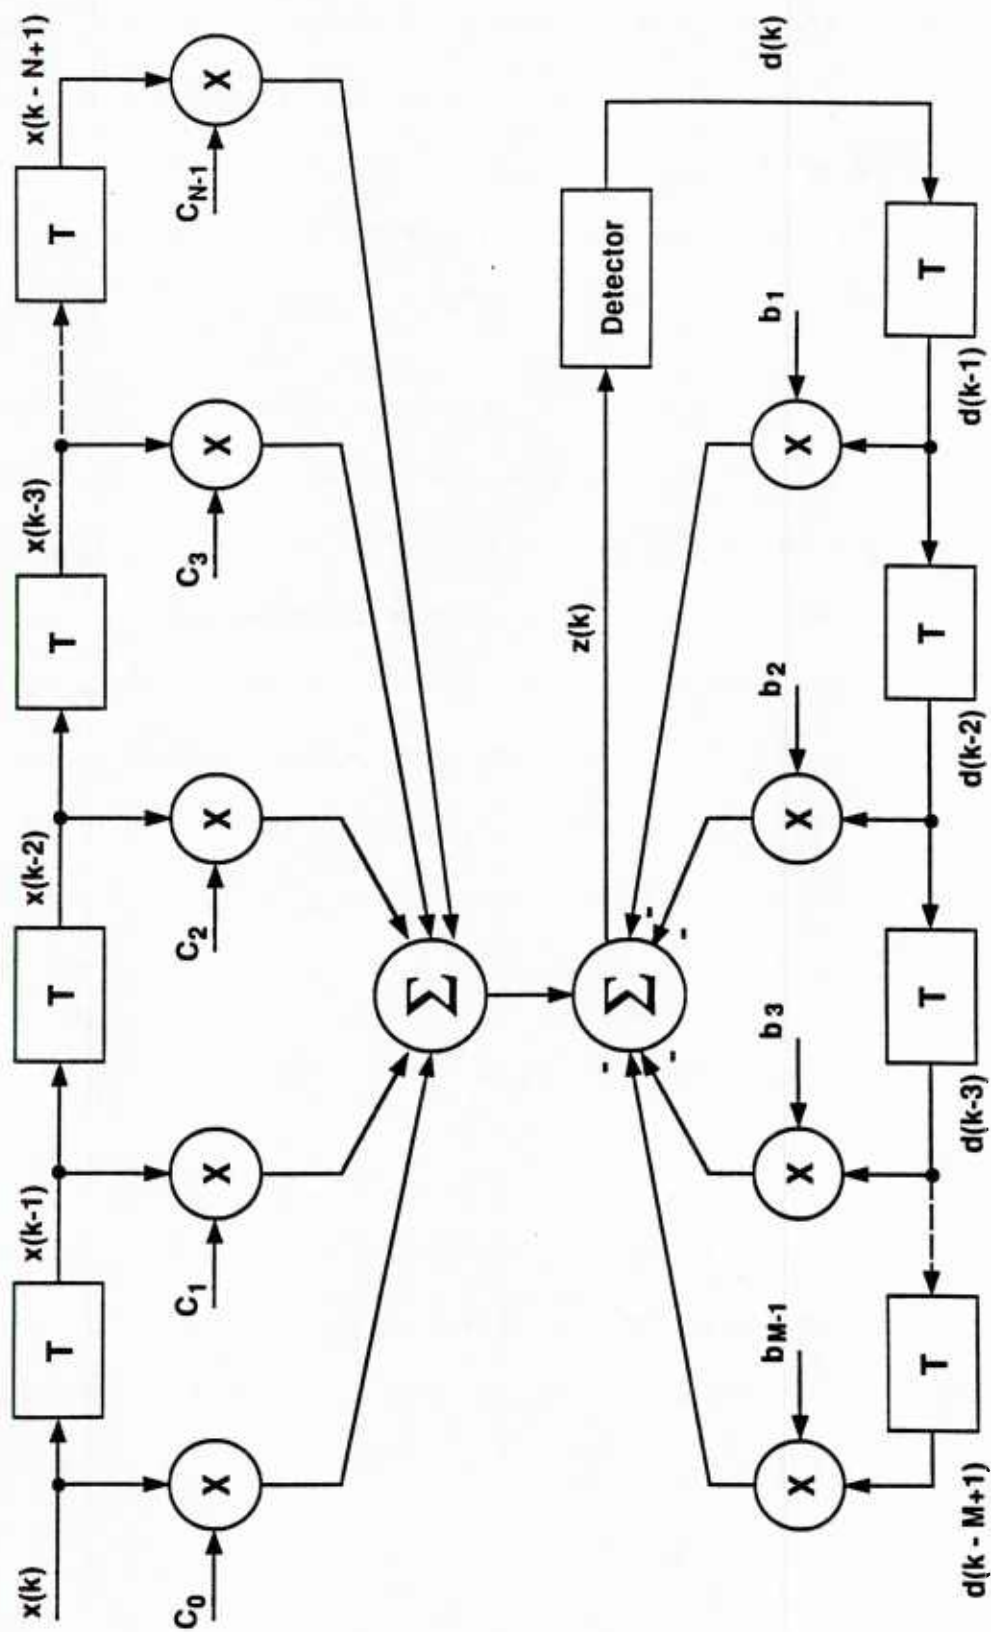 x(k)
x(k-1)
x(k-2)
x(k-3)
x(k - N+1)
T
T
T
T
X
X
X
X
X
C0
C1
C2
C3
CN-1
Σ
Σ
-
-
-
-
z(k)
Detector
d(k)
bM-1
b3
b2
b1
X
X
X
X
T
T
T
T
d(k - M+1)
d(k-3)
d(k-2)
d(k-1)